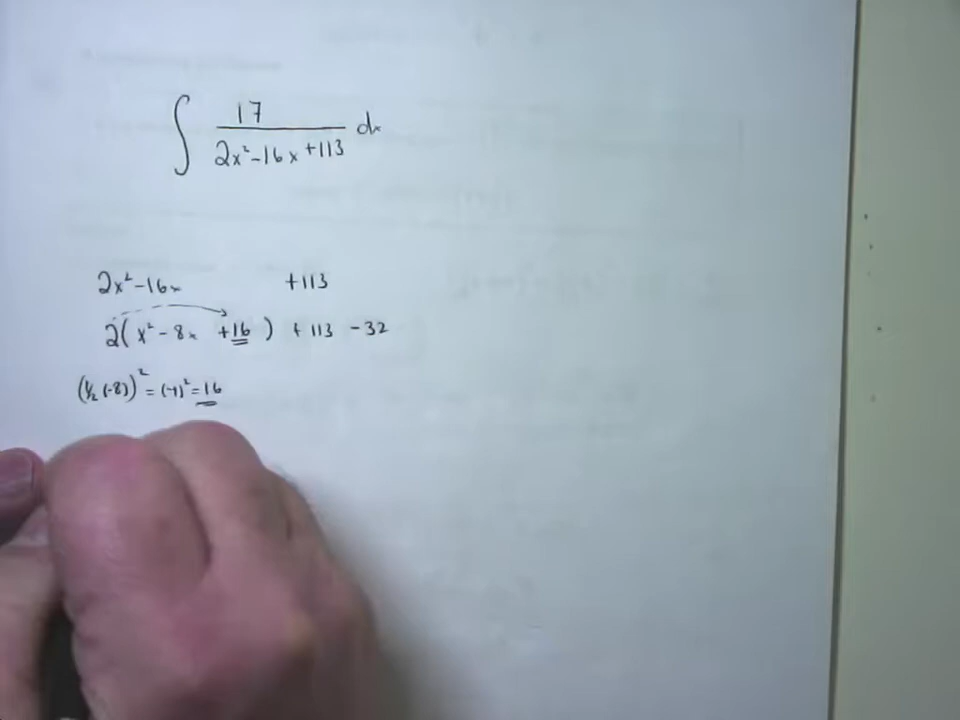 ∫ 17 / (2x² - 16x + 113) dx
2x² - 16x + 113
2(x² - 8x + 16) + 113 - 32
(1/2 (-8))² = (-4)² = 16